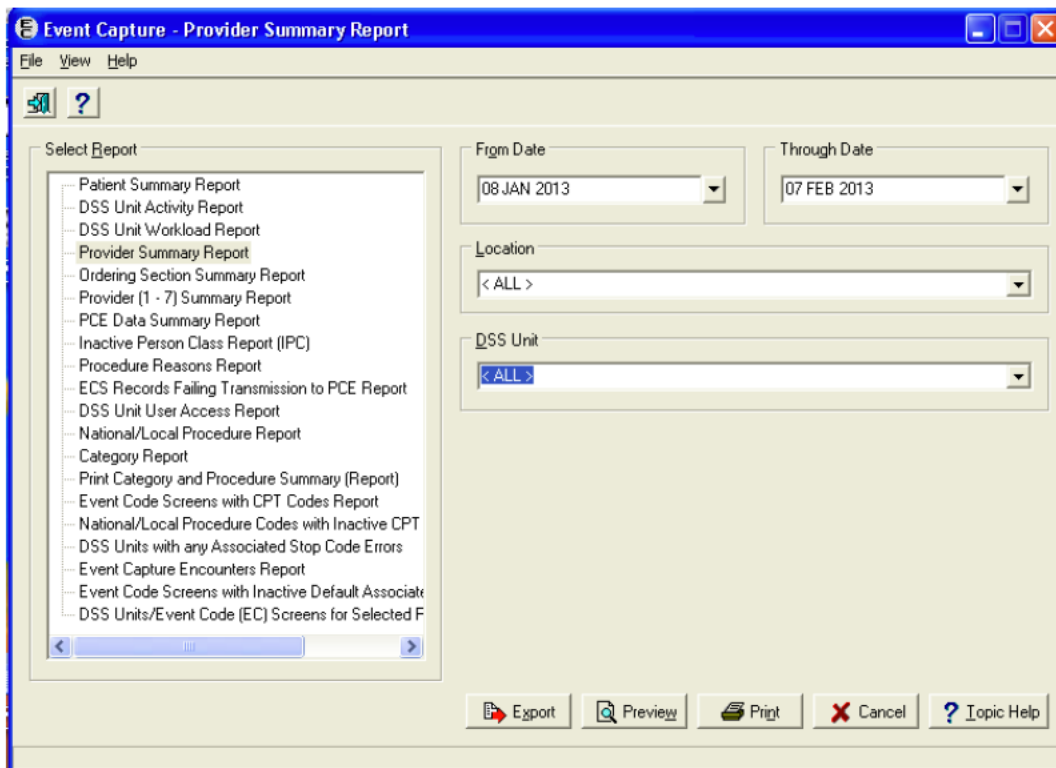 Event Capture - Provider Summary Report
File View Help
Select Report
Patient Summary Report
DSS Unit Activity Report
DSS Unit Workload Report
Provider Summary Report
Ordering Section Summary Report
Provider (1 - 7) Summary Report
PCE Data Summary Report
Inactive Person Class Report (IPC)
Procedure Reasons Report
ECS Records Failing Transmission to PCE Report
DSS Unit User Access Report
National/Local Procedure Report
Category Report
Print Category and Procedure Summary (Report)
Event Code Screens with CPT Codes Report
National/Local Procedure Codes with Inactive CPT
DSS Units with any Associated Stop Code Errors
Event Capture Encounters Report
Event Code Screens with Inactive Default Associate
DSS Units/Event Code (EC) Screens for Selected F
From Date
08 JAN 2013
Through Date
07 FEB 2013
Location
< ALL >
DSS Unit
< ALL >
Export Preview Print Cancel ? Topic Help